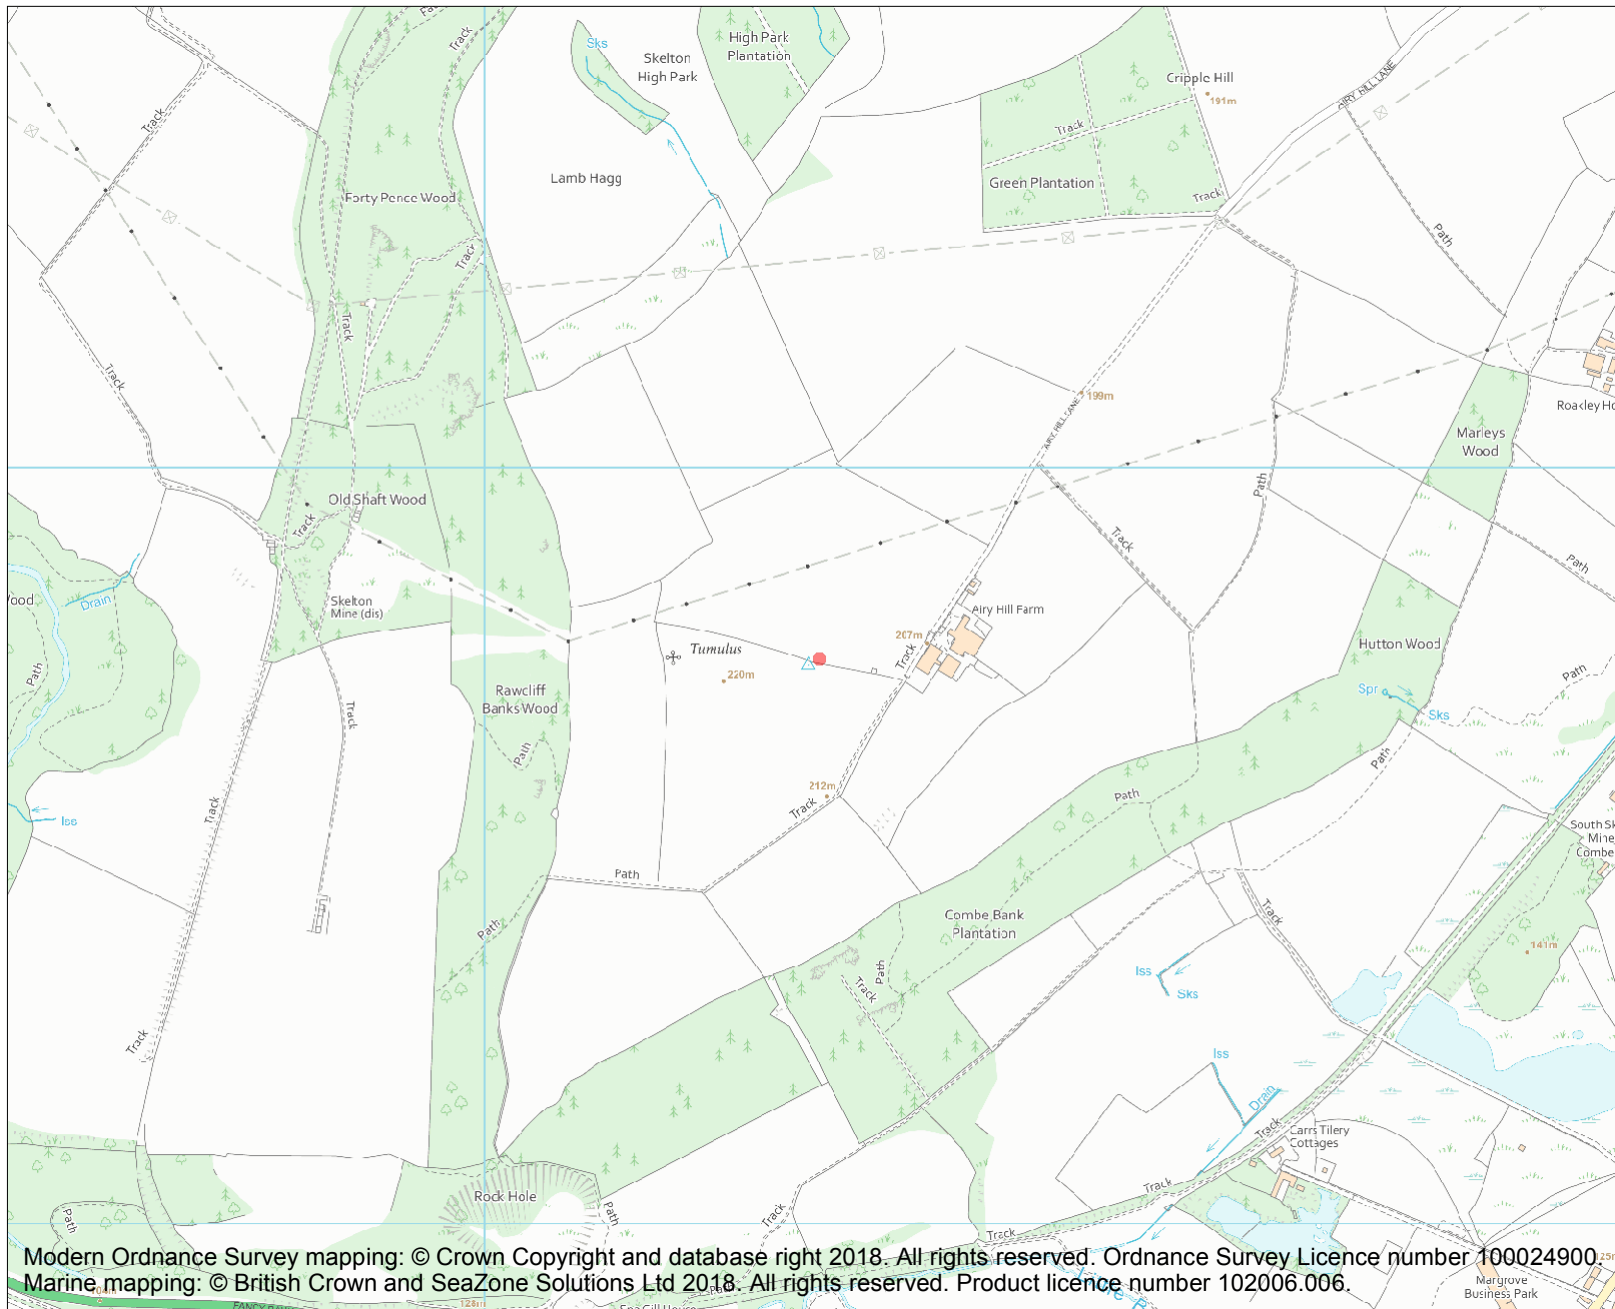 Track
Sks
Skelton
High Park
High Park
Plantation
Cripple Hill
191m
AIRY HILL LANE
Track
Track
Forty Pence Wood
Lamb Hagg
Track
Green Plantation
Track
Path
Track
Track
Track
199m
AIRY HILL LANE
Roakley
Marleys
Wood
Old Shaft Wood
Track
Path
Track
Path
Drain
Skelton
Mine (dis)
Airy Hill Farm
207m
Track
Tumulus
220m
Hutton Wood
Path
Spr
Sks
Path
Rawcliff
Banks Wood
Path
Track
Path
212m
Track
Path
Track
Iss
South
Mine
Combe
Path
Path
Combe Bank
Plantation
Track
141m
Path
Track
Iss
Sks
Track
Iss
Drain
Track
Carrs Tilery
Cottages
Track
Rock Hole
Path
Path
Track
Track
Modern Ordnance Survey mapping: © Crown Copyright and database right 2018. All rights reserved. Ordnance Survey Licence number 100024900.
Marine mapping: © British Crown and SeaZone Solutions Ltd 2018. All rights reserved. Product licence number 102006.006.
104m
128m
125m
Margrove
Business Park